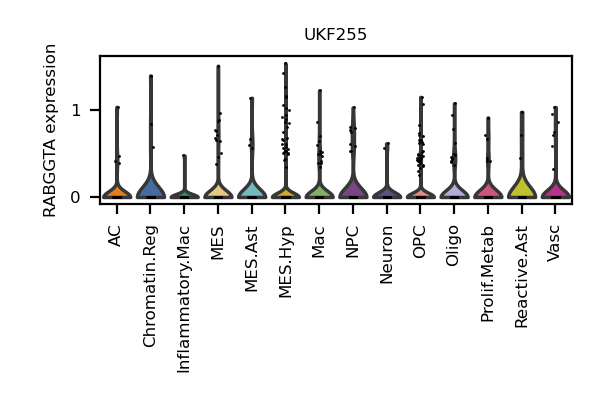 UKF255
RABGGTA expression
1
0
AC
Chromatin.Reg
Inflammatory.Mac
MES
MES.Ast
MES.Hyp
Mac
NPC
Neuron
OPC
Oligo
Prolif.Metab
Reactive.Ast
Vasc